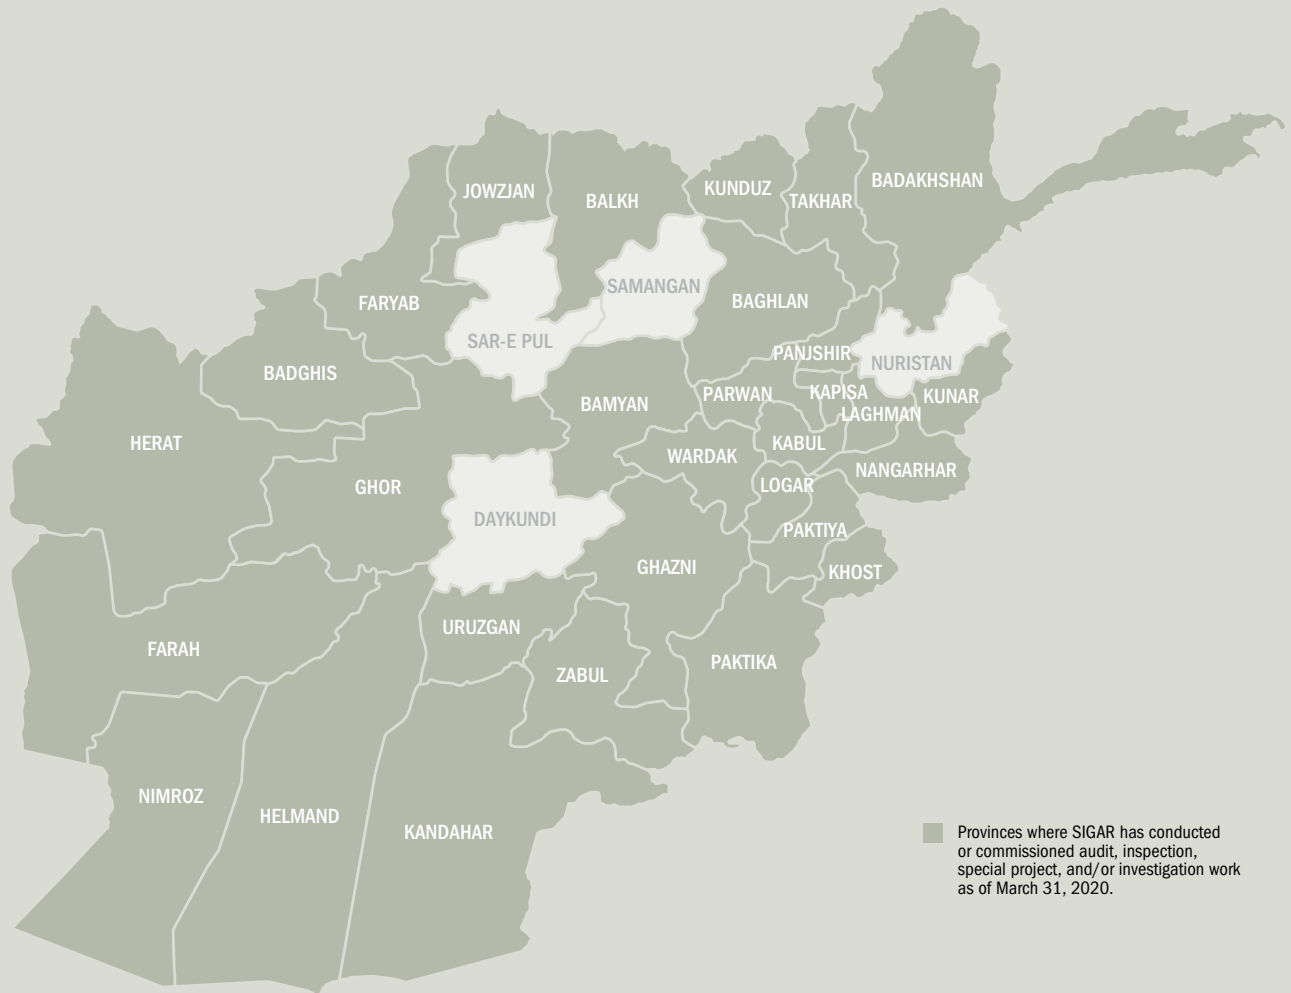 JOWZJAN
BALKH
KUNDUZ
TAKHAR
BADAKHSHAN
FARYAB
SAMANGAN
BAGHLAN
SAR-E PUL
PANJSHIR
NURISTAN
BADGHIS
BAMYAN
PARWAN
KAPISA
KUNAR
LAGHMAN
HERAT
WARDAK
KABUL
NANGARHAR
GHOR
LOGAR
DAYKUNDI
PAKTIYA
GHAZNI
KHOST
URUZGAN
FARAH
ZABUL
PAKTIKA
NIMROZ
HELMAND
KANDAHAR
Provinces where SIGAR has conducted
or commissioned audit, inspection,
special project, and/or investigation work
as of March 31, 2020.